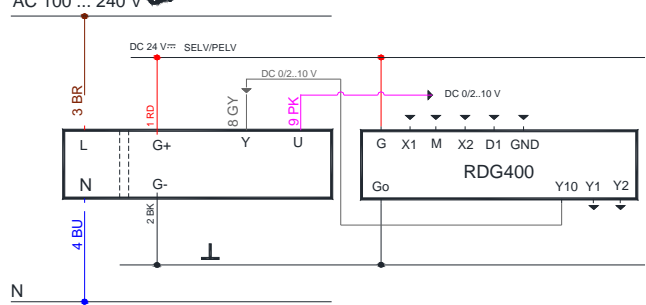 AC 100 ... 240 V
DC 24 V⎓ SELV/PELV
DC 0/2..10 V
DC 0/2..10 V
3 BR
1 RD
8 GY
9 PK
L G+ Y U
G X1 M X2 D1 GND
RDG400
N G-
Go Y10 Y1 Y2
4 BU
2 BK
N